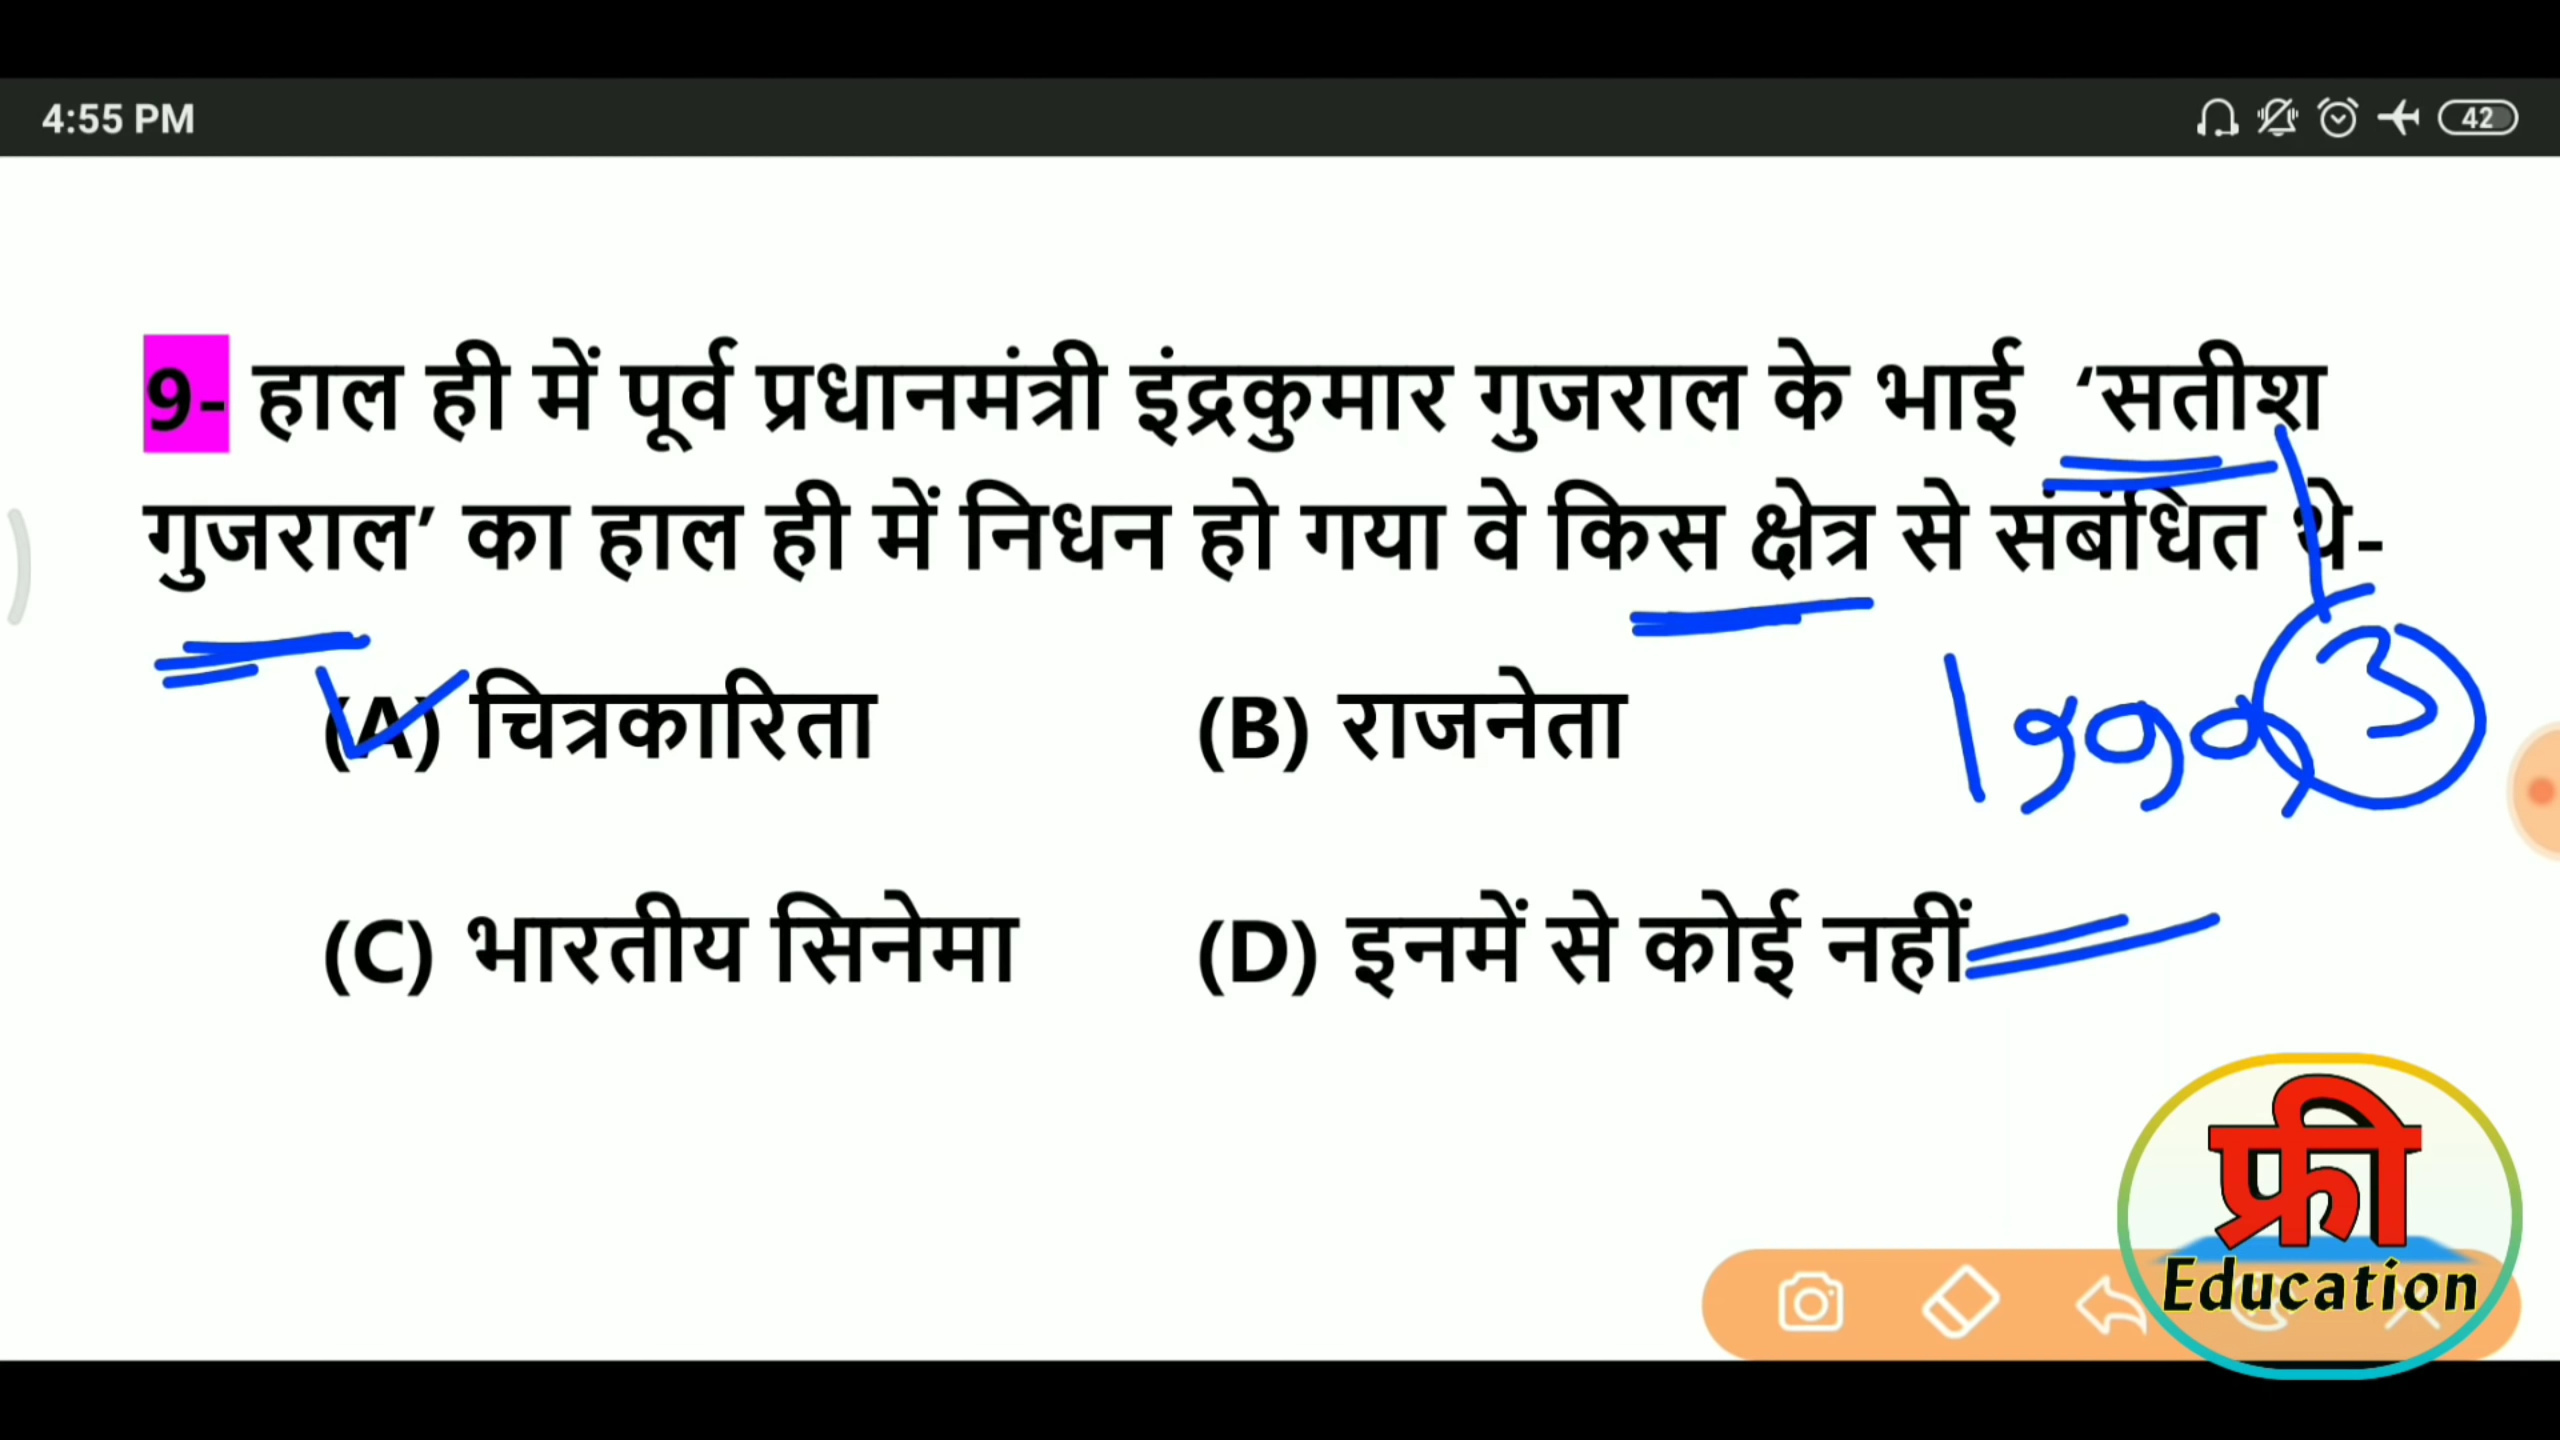 4:55 PM
42
9- हाल ही में पूर्व प्रधानमंत्री इंद्रकुमार गुजराल के भाई ‘सतीश
गुजराल’ का हाल ही में निधन हो गया वे किस क्षेत्र से संबंधित थे-
(A) चित्रकारिता
(B) राजनेता
1999
3
(C) भारतीय सिनेमा
(D) इनमें से कोई नहीं
फ्री
Education